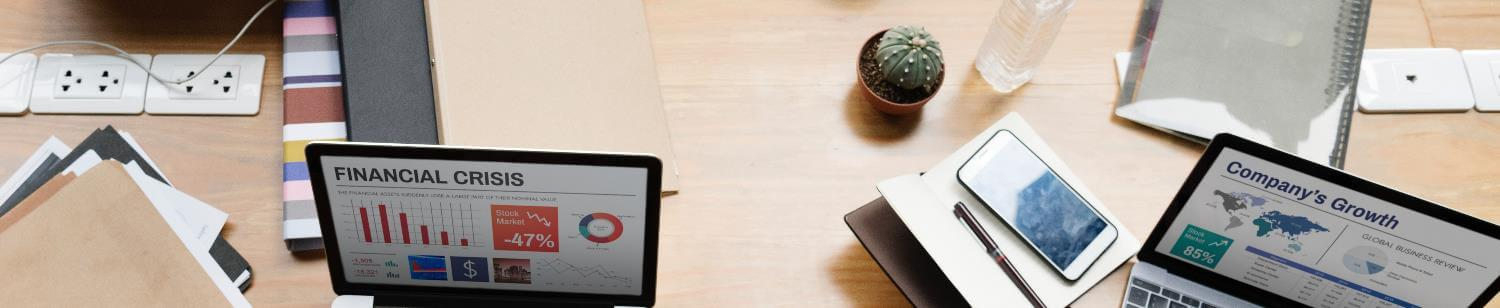 FINANCIAL CRISIS
THE FINANCIAL ASSETS SUDDENLY LOSE A LARGE PART OF THEIR NOMINAL VALUE.
Stock
Market
-47%
$
Company's Growth
GLOBAL BUSINESS REVIEW
Stock
Market
85%